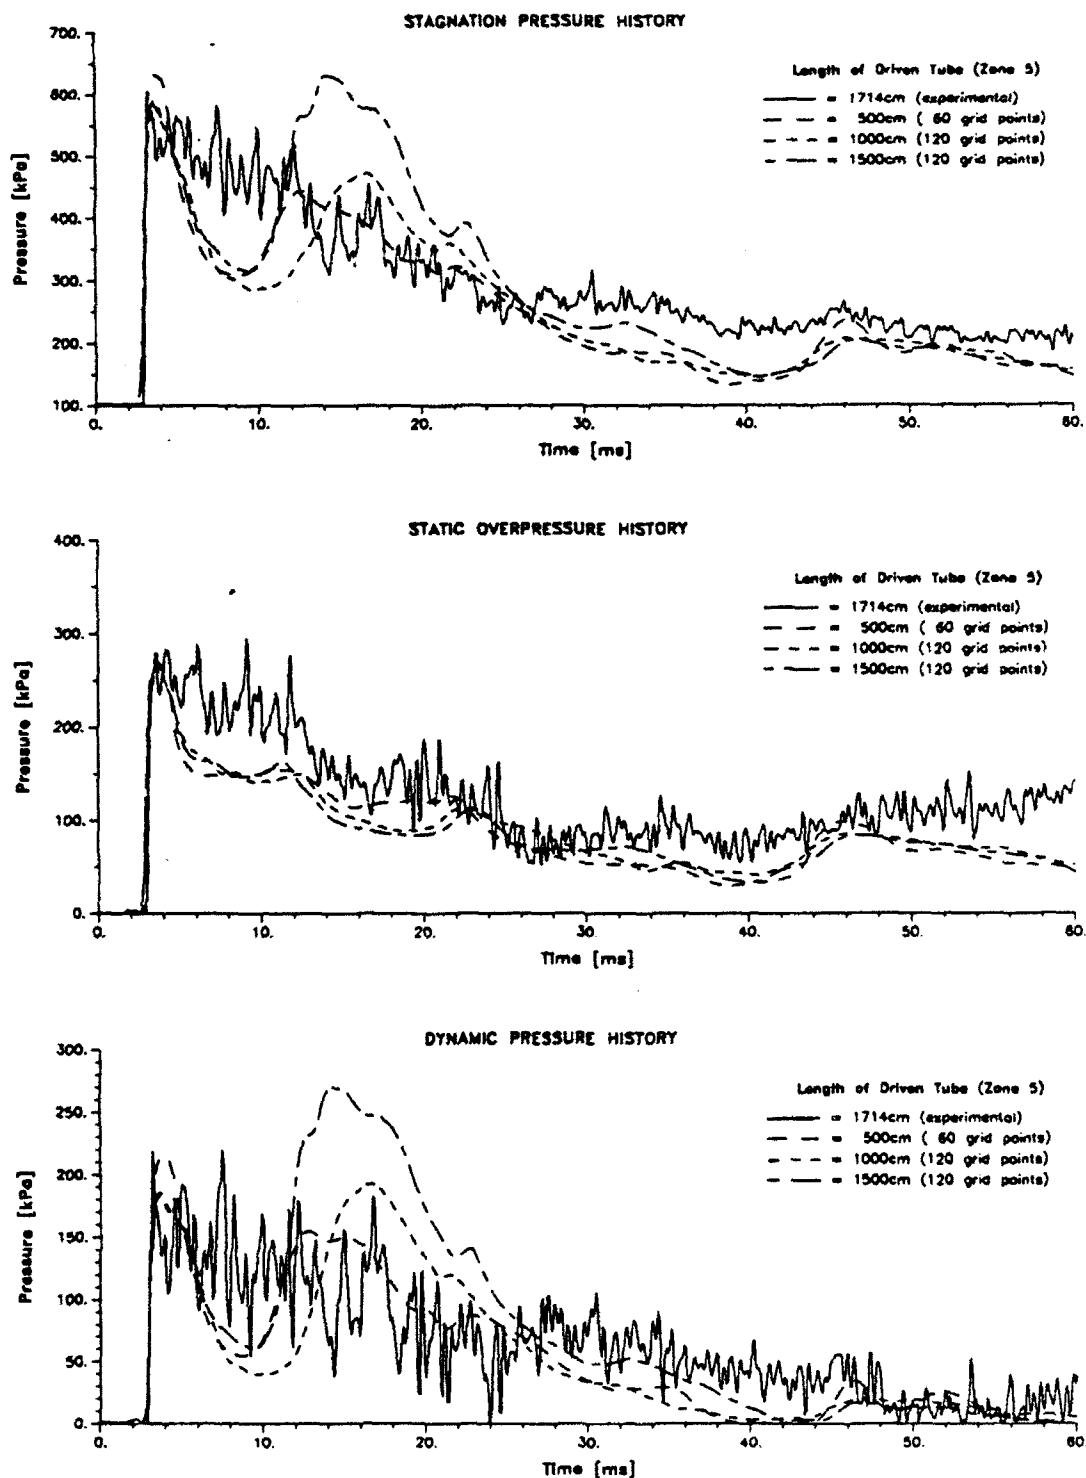 STAGNATION PRESSURE HISTORY
700.
600.
500.
400.
300.
200.
100.
Pressure [kPa]
Length of Driven Tube (Zone 5)
= 1714cm (experimental)
= 500cm ( 60 grid points)
= 1000cm (120 grid points)
= 1500cm (120 grid points)
0. 10. 20. 30. 40. 50. 60.
Time [ms]
STATIC OVERPRESSURE HISTORY
400.
300.
200.
100.
0.
Pressure [kPa]
Length of Driven Tube (Zone 5)
= 1714cm (experimental)
= 500cm ( 60 grid points)
= 1000cm (120 grid points)
= 1500cm (120 grid points)
0. 10. 20. 30. 40. 50. 60.
Time [ms]
DYNAMIC PRESSURE HISTORY
300.
250.
200.
150.
100.
50.
0.
Pressure [kPa]
Length of Driven Tube (Zone 5)
= 1714cm (experimental)
= 500cm ( 60 grid points)
= 1000cm (120 grid points)
= 1500cm (120 grid points)
0. 10. 20. 30. 40. 50. 60.
Time [ms]